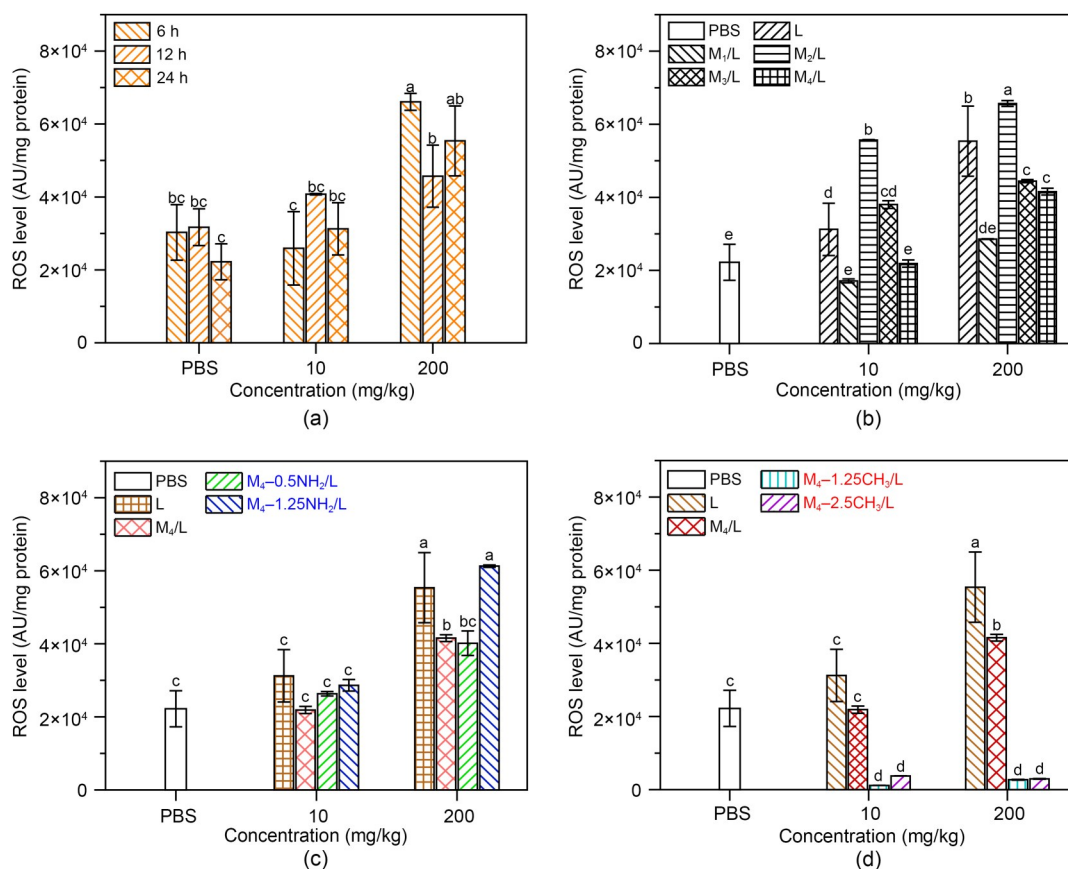 6 h
12 h
24 h
8×10⁴
6×10⁴
4×10⁴
2×10⁴
0
ROS level (AU/mg protein)
bc bc c
c bc bc
a b ab
PBS 10 200
Concentration (mg/kg)
(a)
PBS L
M₁/L M₂/L
M₃/L M₄/L
8×10⁴
6×10⁴
4×10⁴
2×10⁴
0
ROS level (AU/mg protein)
e
d e b cd e
b de a c c
PBS 10 200
Concentration (mg/kg)
(b)
PBS M₄–0.5NH₂/L
L M₄–1.25NH₂/L
M₄/L
8×10⁴
6×10⁴
4×10⁴
2×10⁴
0
ROS level (AU/mg protein)
c
c c c c
a b bc a
PBS 10 200
Concentration (mg/kg)
(c)
PBS M₄–1.25CH₃/L
L M₄–2.5CH₃/L
M₄/L
8×10⁴
6×10⁴
4×10⁴
2×10⁴
0
ROS level (AU/mg protein)
c
c c d d
a b d d
PBS 10 200
Concentration (mg/kg)
(d)